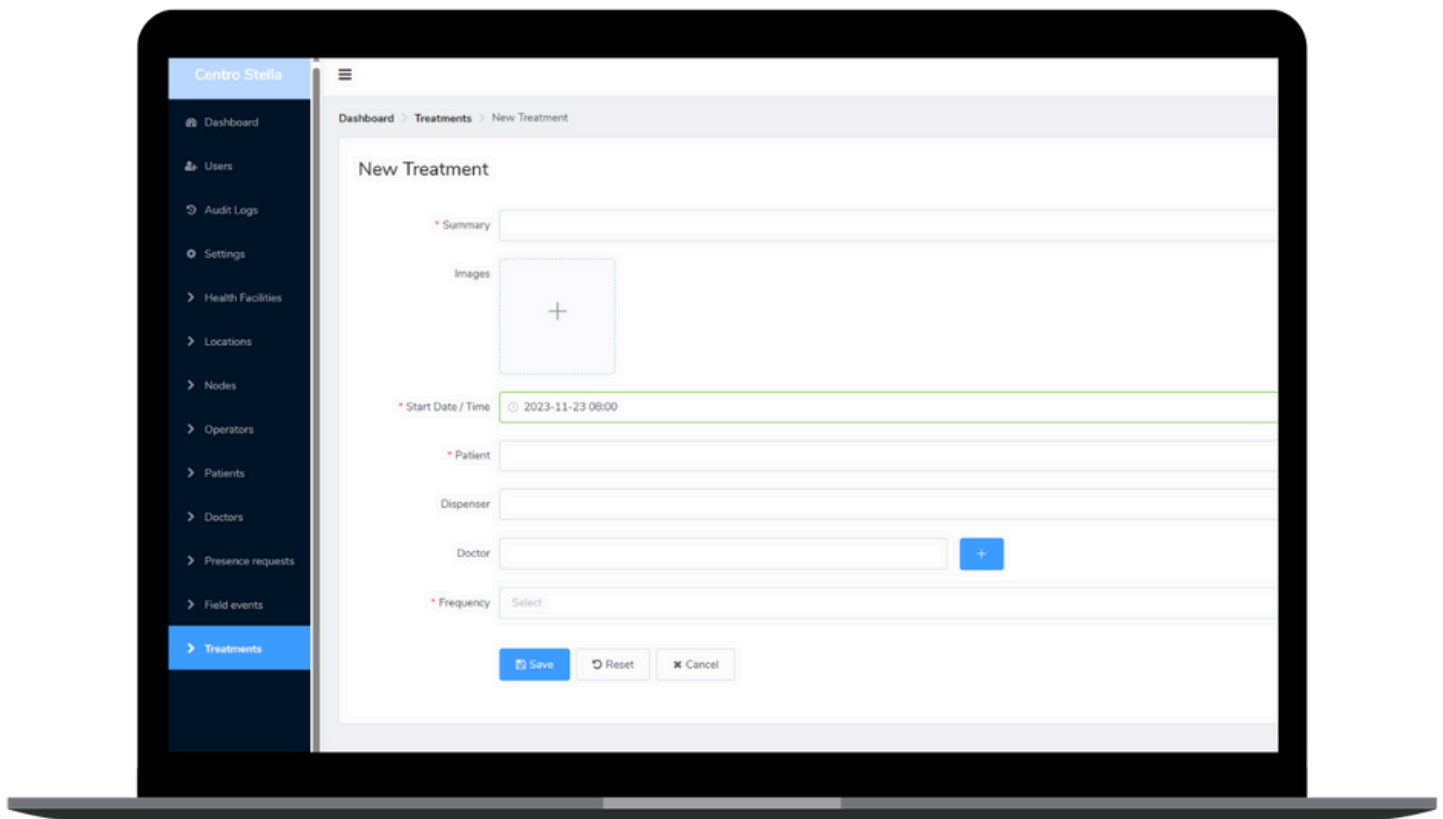 Centro Stella
Dashboard
Users
Audit Logs
Settings
Health Facilities
Locations
Nodes
Operators
Patients
Doctors
Presence requests
Field events
Treatments
Dashboard > Treatments > New Treatment
New Treatment
* Summary
Images
* Start Date / Time 2023-11-23 08:00
* Patient
Dispenser
Doctor
* Frequency Select
Save Reset Cancel